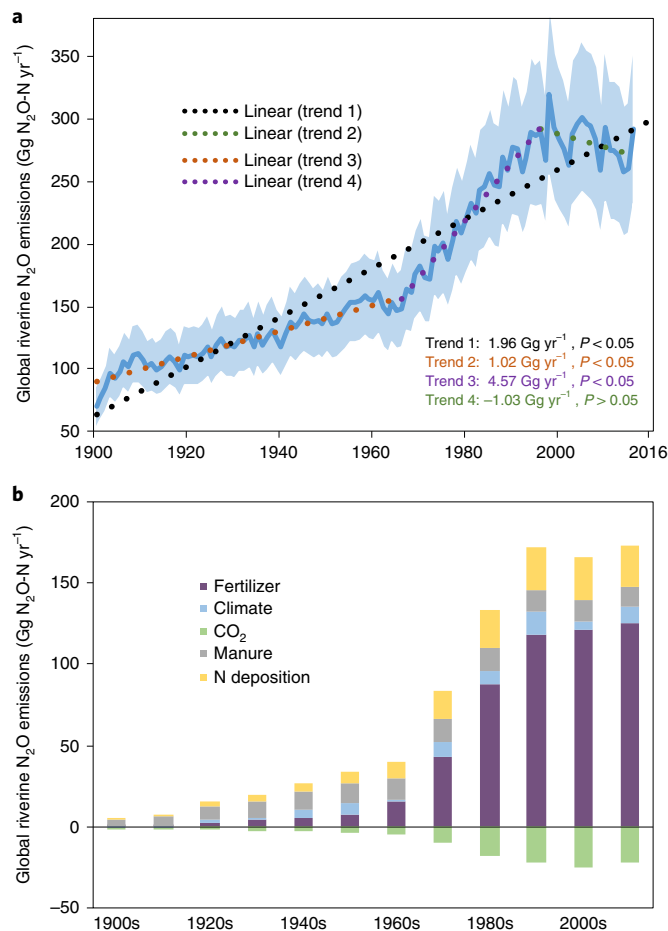 a
Global riverine N₂O emissions (Gg N₂O-N yr⁻¹)
350
300
250
200
150
100
50
Linear (trend 1)
Linear (trend 2)
Linear (trend 3)
Linear (trend 4)
Trend 1: 1.96 Gg yr⁻¹ , P < 0.05
Trend 2: 1.02 Gg yr⁻¹ , P < 0.05
Trend 3: 4.57 Gg yr⁻¹ , P < 0.05
Trend 4: –1.03 Gg yr⁻¹ , P > 0.05
1900 1920 1940 1960 1980 2000 2016
b
Global riverine N₂O emissions (Gg N₂O-N yr⁻¹)
200
150
100
50
0
–50
Fertilizer
Climate
CO₂
Manure
N deposition
1900s 1920s 1940s 1960s 1980s 2000s